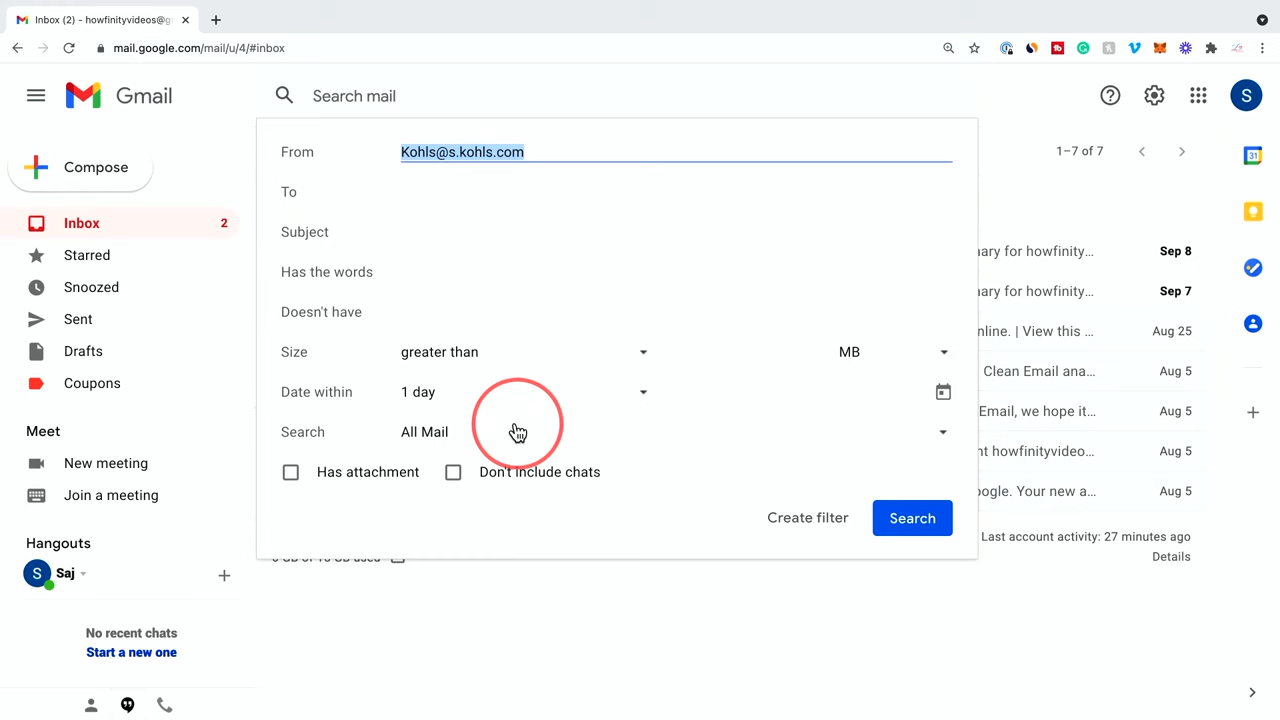 Inbox (2) - howfinityvideos@g
mail.google.com/mail/u/4/#inbox
Gmail
Search mail
S
Compose
Inbox 2
Starred
Snoozed
Sent
Drafts
Coupons
Meet
New meeting
Join a meeting
Hangouts
S Saj
No recent chats
Start a new one
From Kohls@s.kohls.com
To
Subject
Has the words
Doesn't have
Size greater than MB
Date within 1 day
Search All Mail
Has attachment Don't include chats
Create filter Search
1–7 of 7
ary for howfinity... Sep 8
ary for howfinity... Sep 7
nline. | View this ... Aug 25
Clean Email ana... Aug 5
Email, we hope it... Aug 5
nt howfinityvideo... Aug 5
ogle. Your new a... Aug 5
Last account activity: 27 minutes ago
Details
31